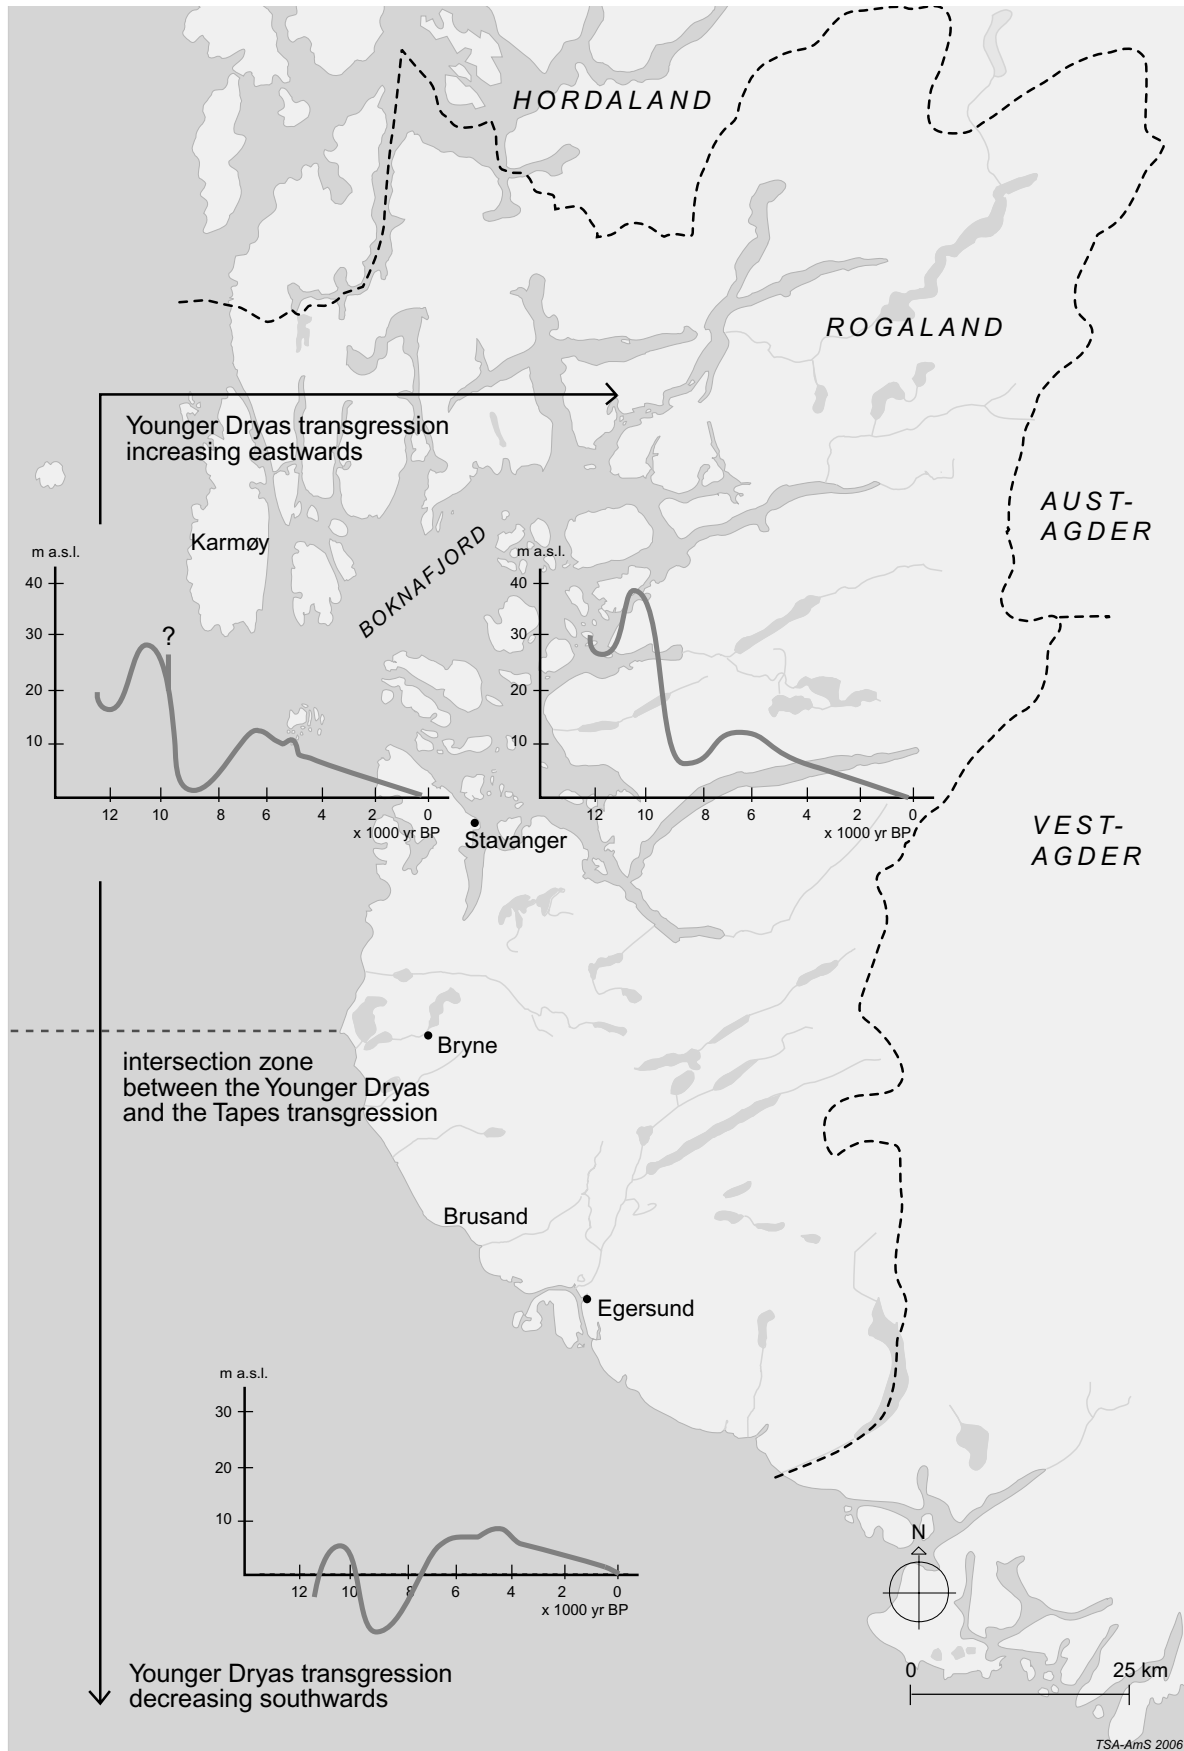 HORDALAND
ROGALAND
Younger Dryas transgression
increasing eastwards
AUST-
AGDER
Karmøy
BOKNAFJORD
m a.s.l.
40
30
20
10
?
12 10 8 6 4 2 0
x 1000 yr BP
m a.s.l.
40
30
20
10
12 10 8 6 4 2 0
x 1000 yr BP
Stavanger
VEST-
AGDER
Bryne
intersection zone
between the Younger Dryas
and the Tapes transgression
Brusand
Egersund
m a.s.l.
30
20
10
12 10 8 6 4 2 0
x 1000 yr BP
N
Younger Dryas transgression
decreasing southwards
0 25 km
TSA-AmS 2006